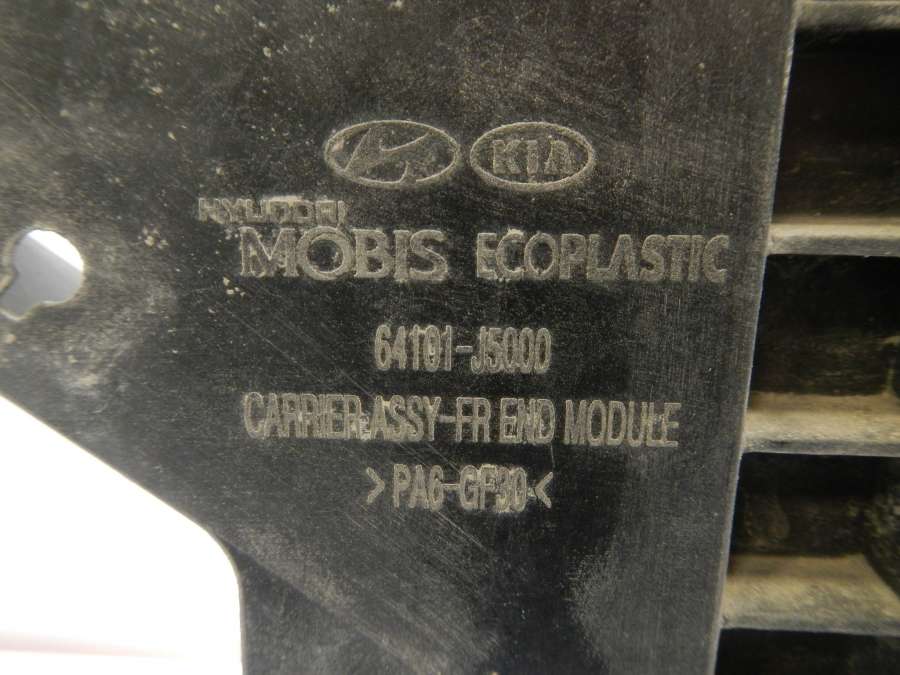 KIA
HYUNDAI
MOBIS ECOPLASTIC
64101-J5000
CARRIER ASSY-FR END MODULE
>PA6-GF30<